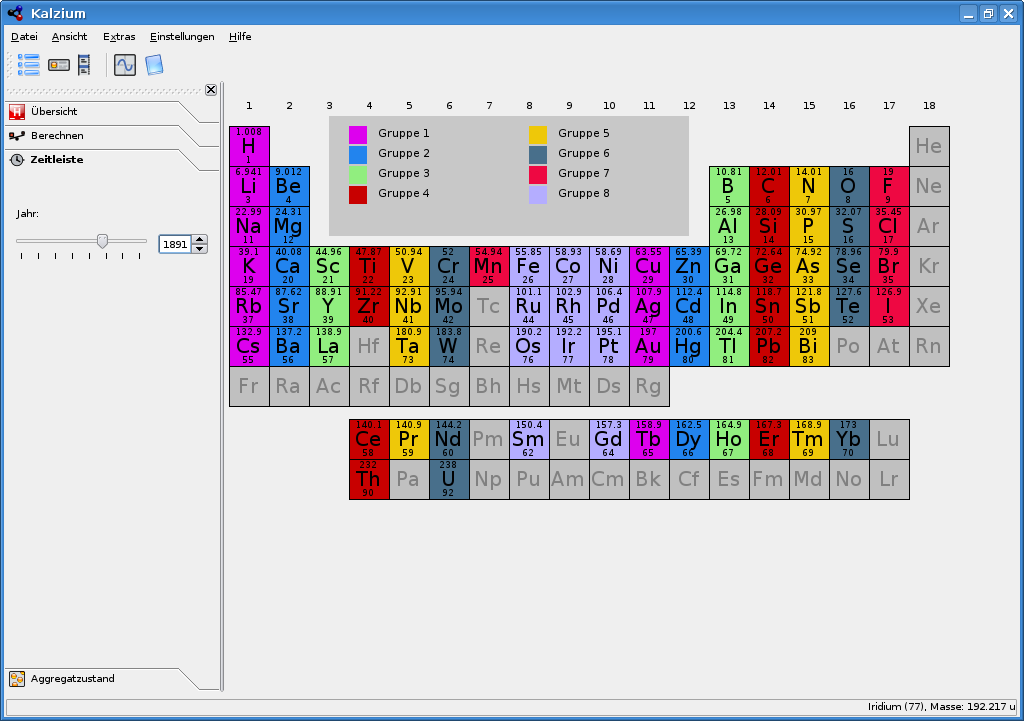 Kalzium
Datei Ansicht Extras Einstellungen Hilfe
Übersicht
Berechnen
Zeitleiste
Jahr:
1891
Aggregatzustand
1 2 3 4 5 6 7 8 9 10 11 12 13 14 15 16 17 18
Gruppe 1 Gruppe 5
Gruppe 2 Gruppe 6
Gruppe 3 Gruppe 7
Gruppe 4 Gruppe 8
1.008
H He
1
6.941 9.012 10.81 12.01 14.01 16 19
Li Be B C N O F Ne
3 4 5 6 7 8 9
22.99 24.31 26.98 28.09 30.97 32.07 35.45
Na Mg Al Si P S Cl Ar
11 12 13 14 15 16 17
39.1 40.08 44.96 47.87 50.94 52 54.94 55.85 58.93 58.69 63.55 65.39 69.72 72.64 74.92 78.96 79.9
K Ca Sc Ti V Cr Mn Fe Co Ni Cu Zn Ga Ge As Se Br Kr
19 20 21 22 23 24 25 26 27 28 29 30 31 32 33 34 35
85.47 87.62 88.91 91.22 92.91 95.94 101.1 102.9 106.4 107.9 112.4 114.8 118.7 121.8 127.6 126.9
Rb Sr Y Zr Nb Mo Tc Ru Rh Pd Ag Cd In Sn Sb Te I Xe
37 38 39 40 41 42 44 45 46 47 48 49 50 51 52 53
132.9 137.2 138.9 180.9 183.8 190.2 192.2 195.1 197 200.6 204.4 207.2 209
Cs Ba La Hf Ta W Re Os Ir Pt Au Hg Tl Pb Bi Po At Rn
55 56 57 73 74 76 77 78 79 80 81 82 83
Fr Ra Ac Rf Db Sg Bh Hs Mt Ds Rg
140.1 140.9 144.2 150.4 157.3 158.9 162.5 164.9 167.3 168.9 173
Ce Pr Nd Pm Sm Eu Gd Tb Dy Ho Er Tm Yb Lu
58 59 60 62 64 65 66 67 68 69 70
232 238
Th Pa U Np Pu Am Cm Bk Cf Es Fm Md No Lr
90 92
Iridium (77), Masse: 192.217 u